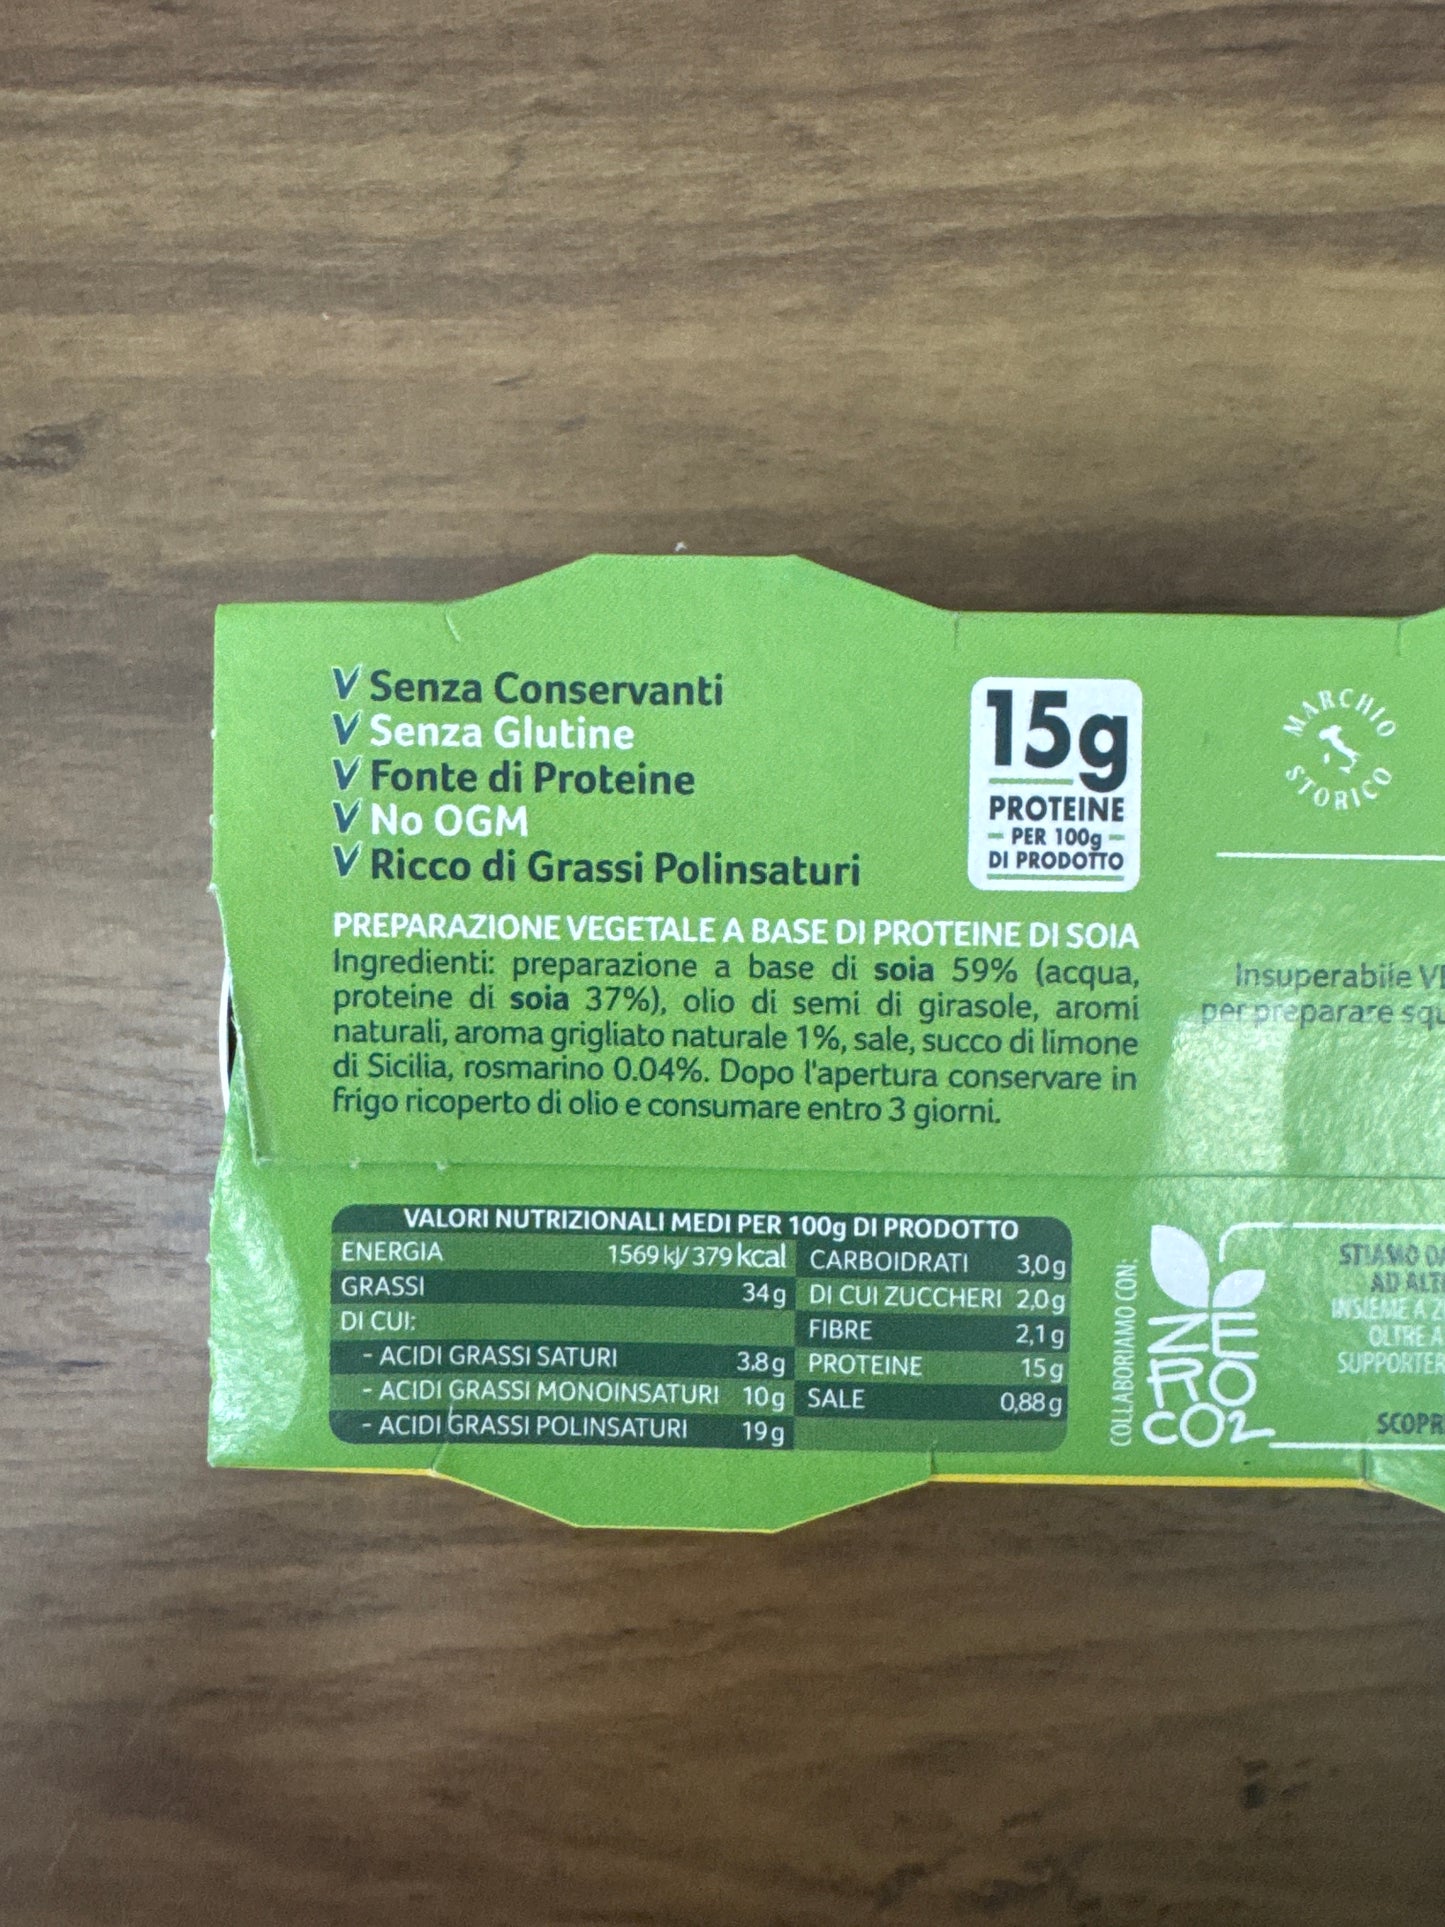 Senza Conservanti
Senza Glutine
Fonte di Proteine
No OGM
Ricco di Grassi Polinsaturi
15g
PROTEINE
PER 100g
DI PRODOTTO
MARCHIO
STORICO
PREPARAZIONE VEGETALE A BASE DI PROTEINE DI SOIA
Ingredienti: preparazione a base di soia 59% (acqua,
proteine di soia 37%), olio di semi di girasole, aromi
naturali, aroma grigliato naturale 1%, sale, succo di limone
di Sicilia, rosmarino 0.04%. Dopo l'apertura conservare in
frigo ricoperto di olio e consumare entro 3 giorni.
Insuperabile
per preparare
VALORI NUTRIZIONALI MEDI PER 100g DI PRODOTTO
ENERGIA 1569 kJ/ 379 kcal
GRASSI 34g
DI CUI:
- ACIDI GRASSI SATURI 3.8g
- ACIDI GRASSI MONOINSATURI 10g
- ACIDI GRASSI POLINSATURI 19g
CARBOIDRATI 3,0g
DI CUI ZUCCHERI 2,0g
FIBRE 2,1g
PROTEINE 15g
SALE 0,88g
COLLABORIAMO CON:
ZE
RO
CO2
STIAMO
AD
INSIEME A
OLTRE